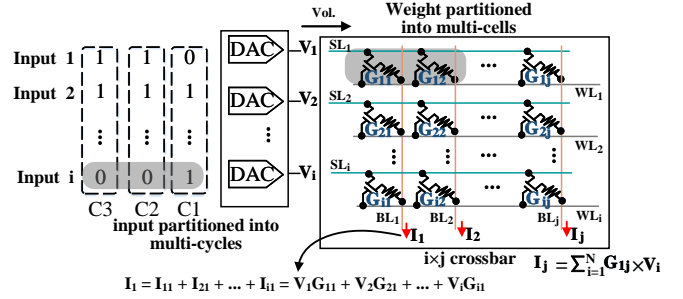 Vol.
Weight partitioned
into multi-cells
Input 1 1 1 0
DAC V₁ SL₁
G₁₁ G₁₂ ... G₁ⱼ WL₁
Input 2 1 1 1
DAC V₂ SL₂
G₂₁ G₂₂ ... G₂ⱼ WL₂
Input i 0 0 1
DAC Vᵢ SLᵢ
Gᵢ₁ Gᵢ₂ ... Gᵢⱼ WLᵢ
C3 C2 C1
BL₁ BL₂ BLⱼ
input partitioned into
multi-cycles
I₁ I₂ Iⱼ
i×j crossbar
Iⱼ = ∑ᵢ₌₁ᴺ G₁ⱼ×Vᵢ
I₁ = I₁₁ + I₂₁ + ... + Iᵢ₁ = V₁G₁₁ + V₂G₂₁ + ... + VᵢGᵢ₁